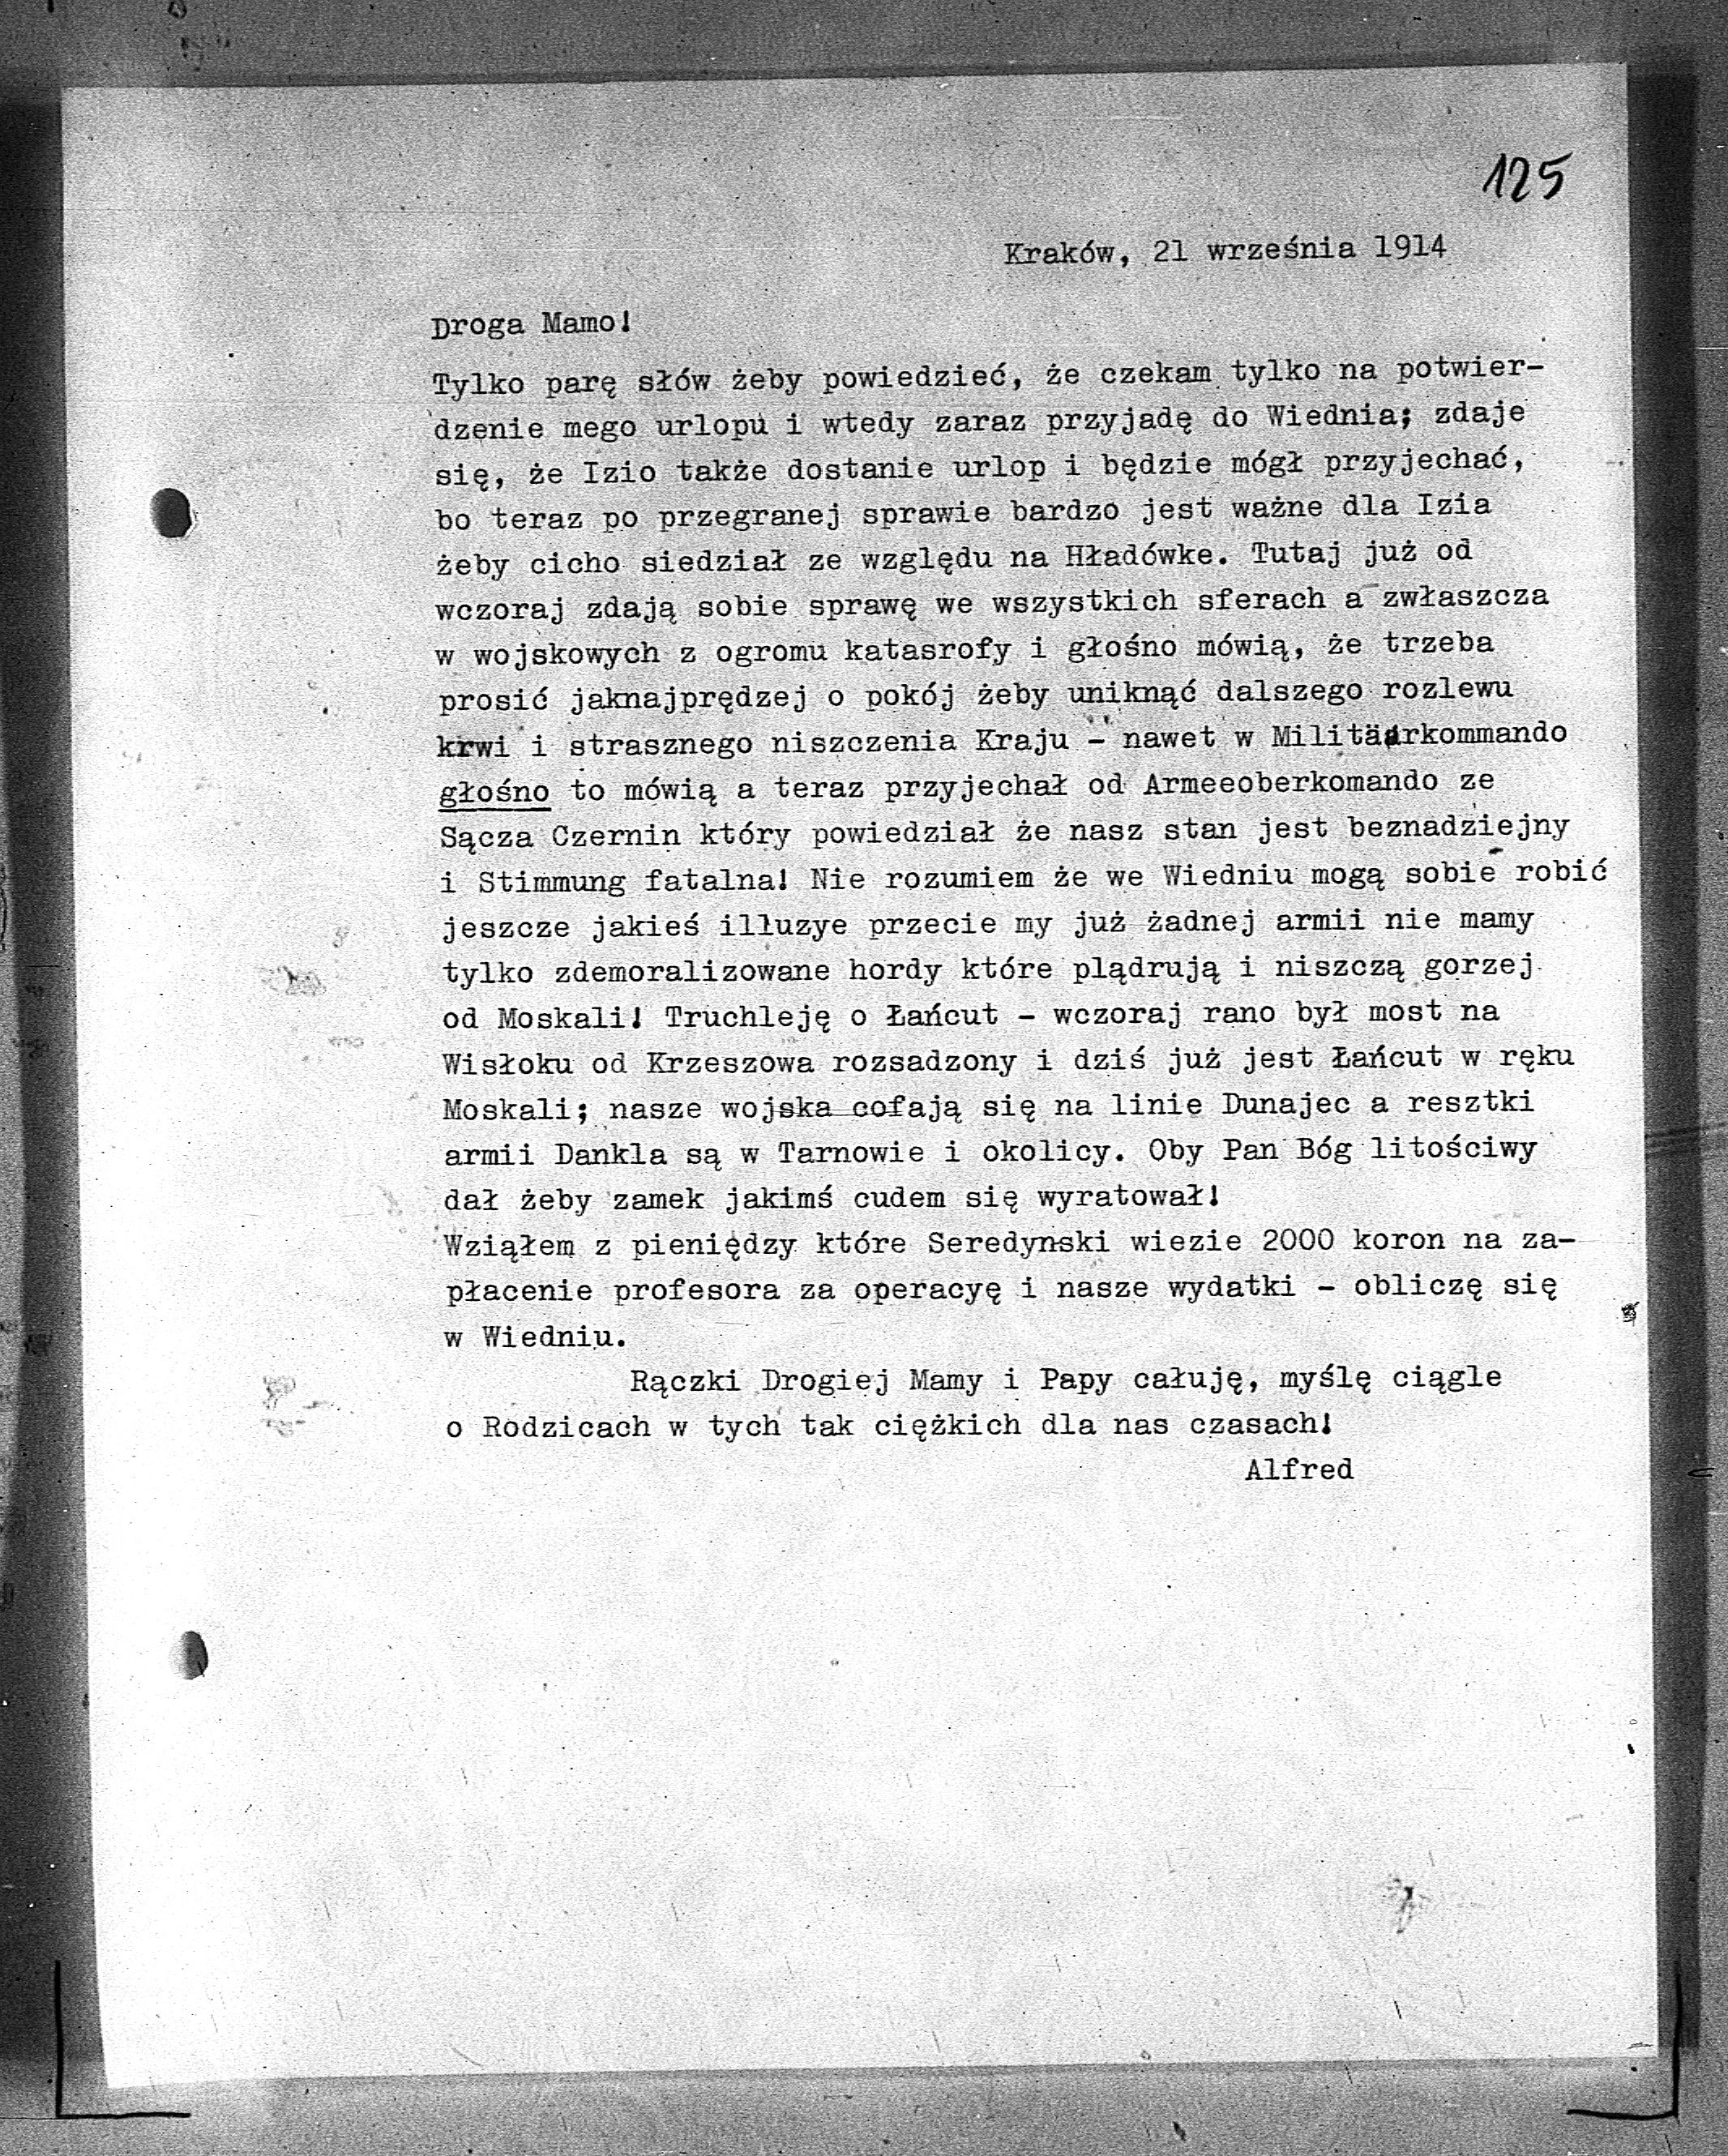 125
Kraków, 21 września 1914
Droga Mamo!
Tylko parę słów żeby powiedzieć, że czekam tylko na potwier-
dzenie mego urlopu i wtedy zaraz przyjadę do Wiednia; zdaje
się, że Izio także dostanie urlop i będzie mógł przyjechać,
bo teraz po przegranej sprawie bardzo jest ważne dla Izia
żeby cicho siedział ze względu na Hładówke. Tutaj już od
wczoraj zdają sobie sprawę we wszystkich sferach a zwłaszcza
w wojskowych z ogromu katasrofy i głośno mówią, że trzeba
prosić jaknajprędzej o pokój żeby uniknąć dalszego rozlewu
krwi i strasznego niszczenia Kraju - nawet w Militärkommando
głośno to mówią a teraz przyjechał od Armeeoberkomando ze
Sącza Czernin który powiedział że nasz stan jest beznadziejny
i Stimmung fatalna! Nie rozumiem że we Wiedniu mogą sobie robić
jeszcze jakieś illuzye przecie my już żadnej armii nie mamy
tylko zdemoralizowane hordy które plądrują i niszczą gorzej
od Moskali! Truchleję o Łańcut - wczoraj rano był most na
Wisłoku od Krzeszowa rozsadzony i dziś już jest Łańcut w ręku
Moskali; nasze wojska cofają się na linie Dunajec a resztki
armii Dankla są w Tarnowie i okolicy. Oby Pan Bóg litościwy
dał żeby zamek jakimś cudem się wyratował!
Wziąłem z pieniędzy które Seredynski wiezie 2000 koron na za-
płacenie profesora za operacyę i nasze wydatki - obliczę się
w Wiedniu.
Rączki Drogiej Mamy i Papy całuję, myślę ciągle
o Rodzicach w tych tak ciężkich dla nas czasach!
Alfred